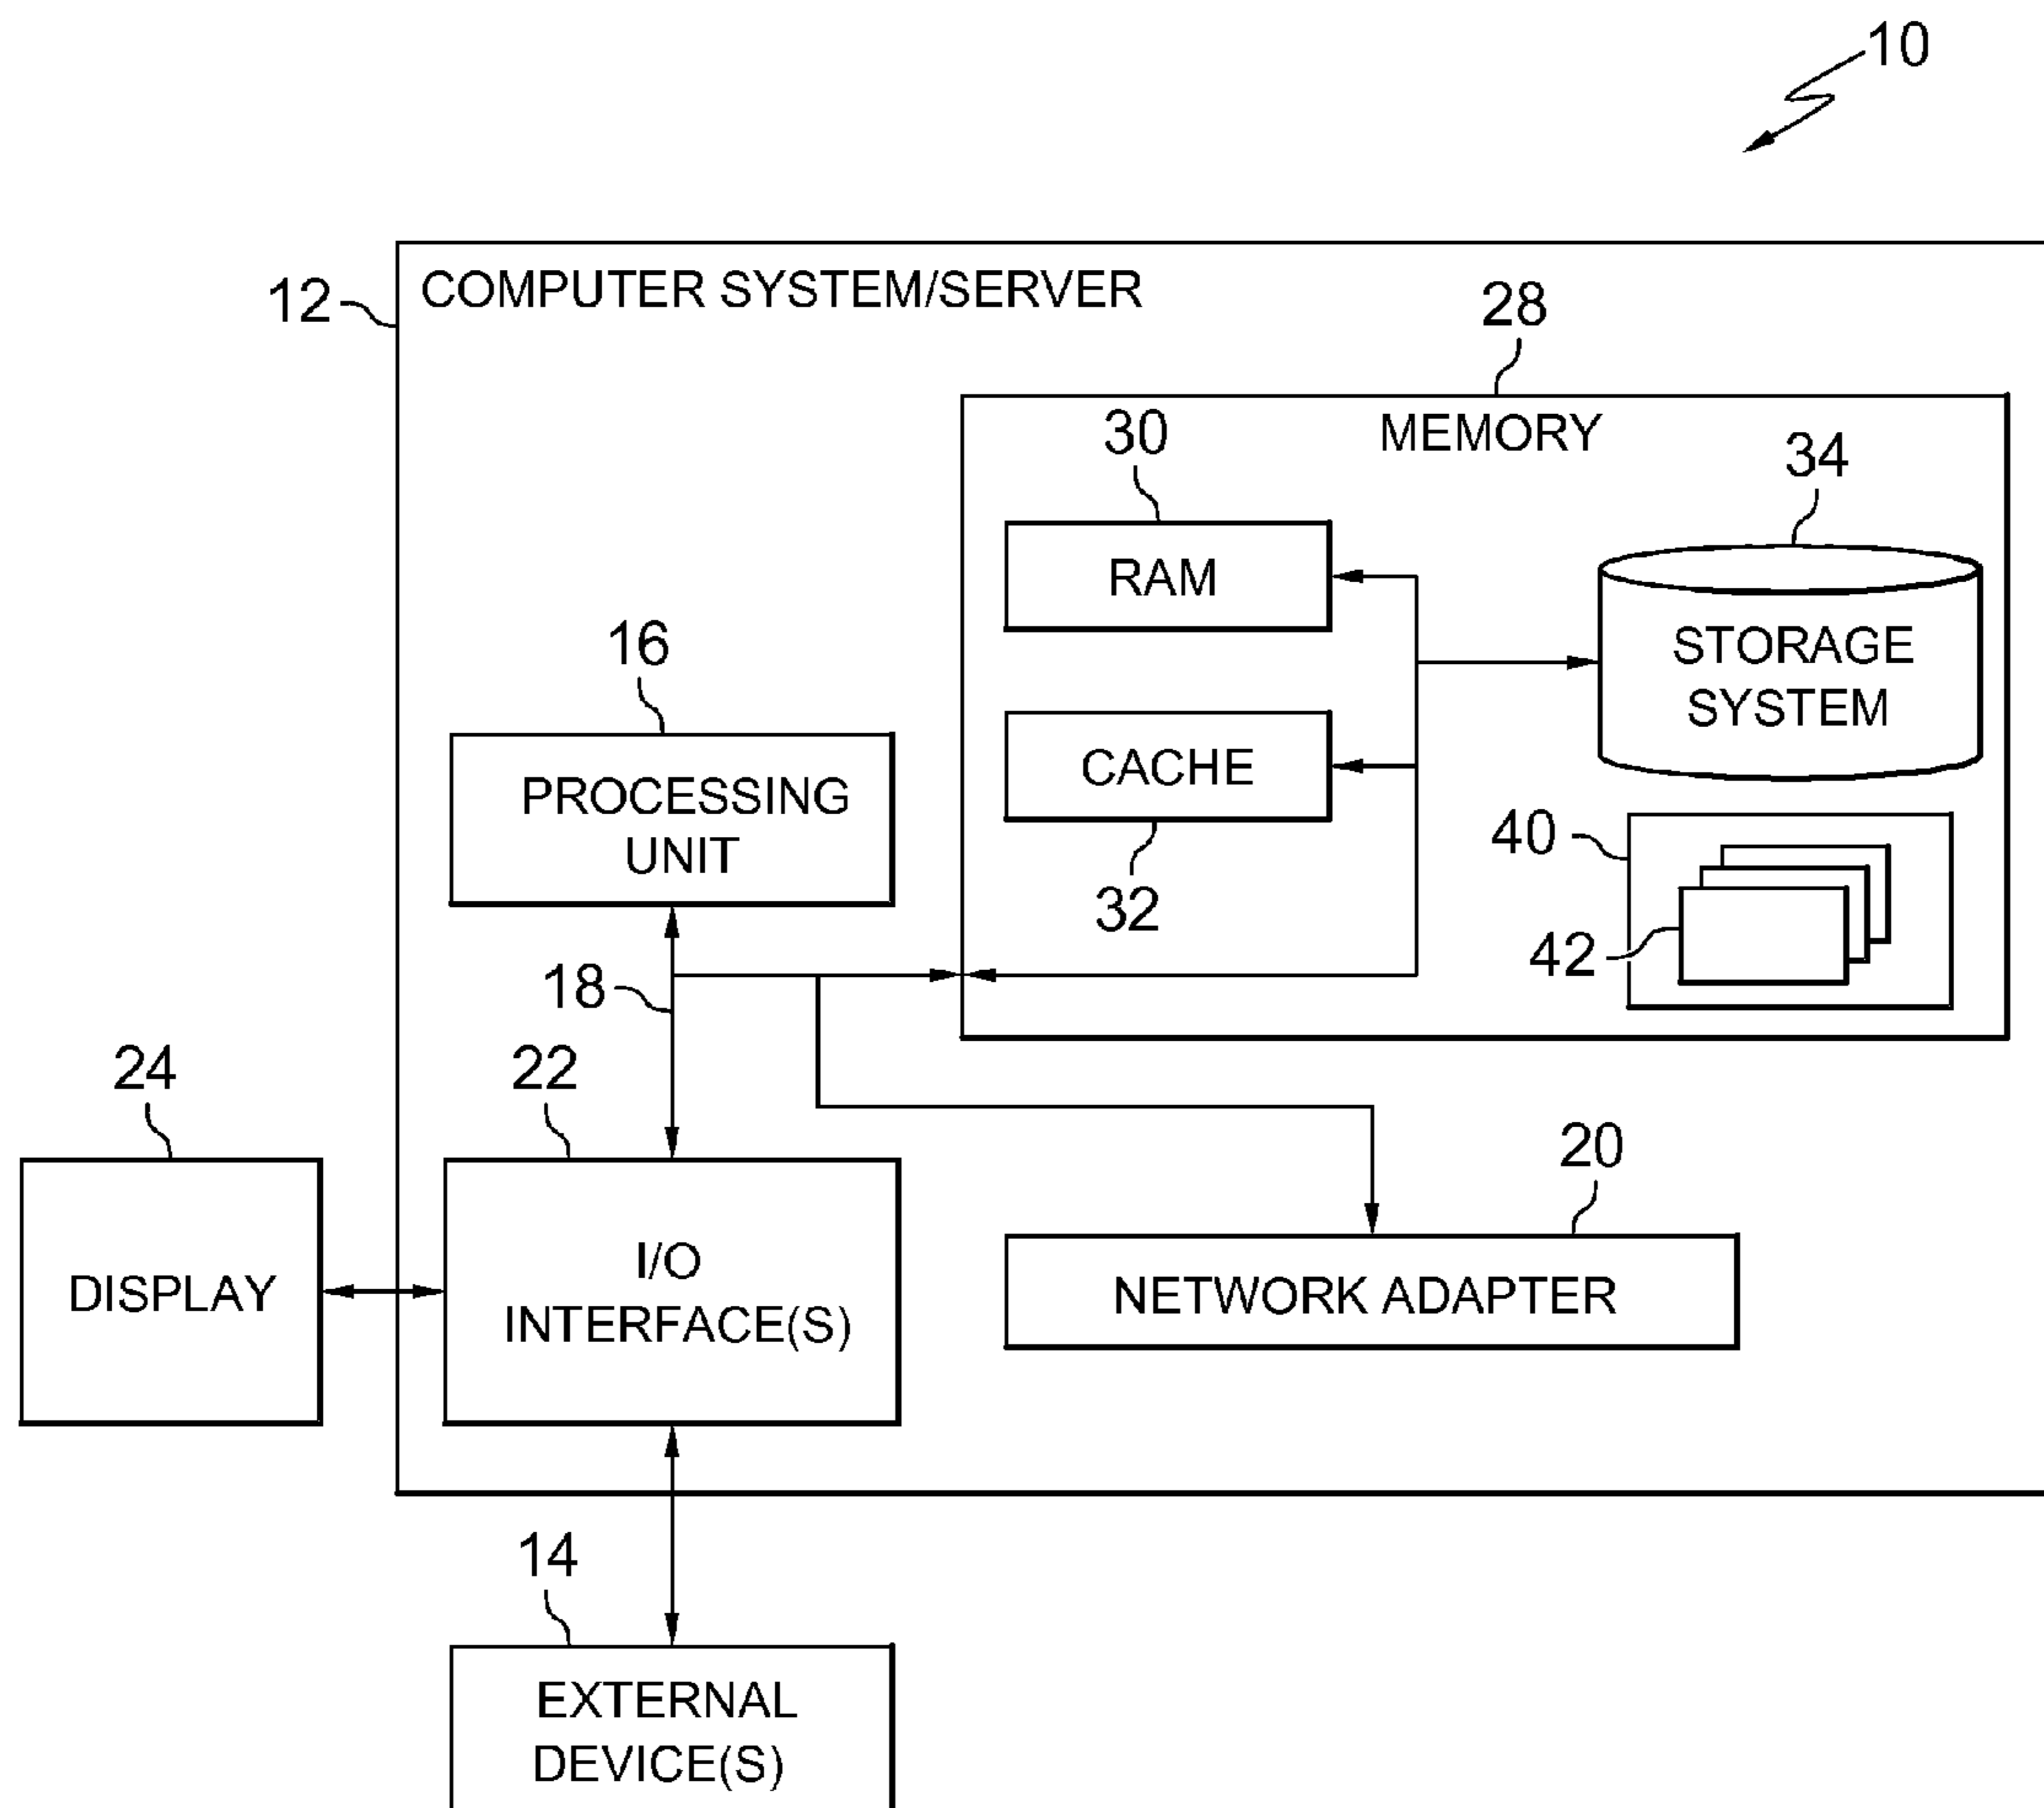 10
12
COMPUTER SYSTEM/SERVER
28
MEMORY
30
34
RAM
STORAGE
SYSTEM
16
PROCESSING
UNIT
CACHE
32
40
42
18
24
22
20
DISPLAY
I/O
INTERFACE(S)
NETWORK ADAPTER
14
EXTERNAL
DEVICE(S)